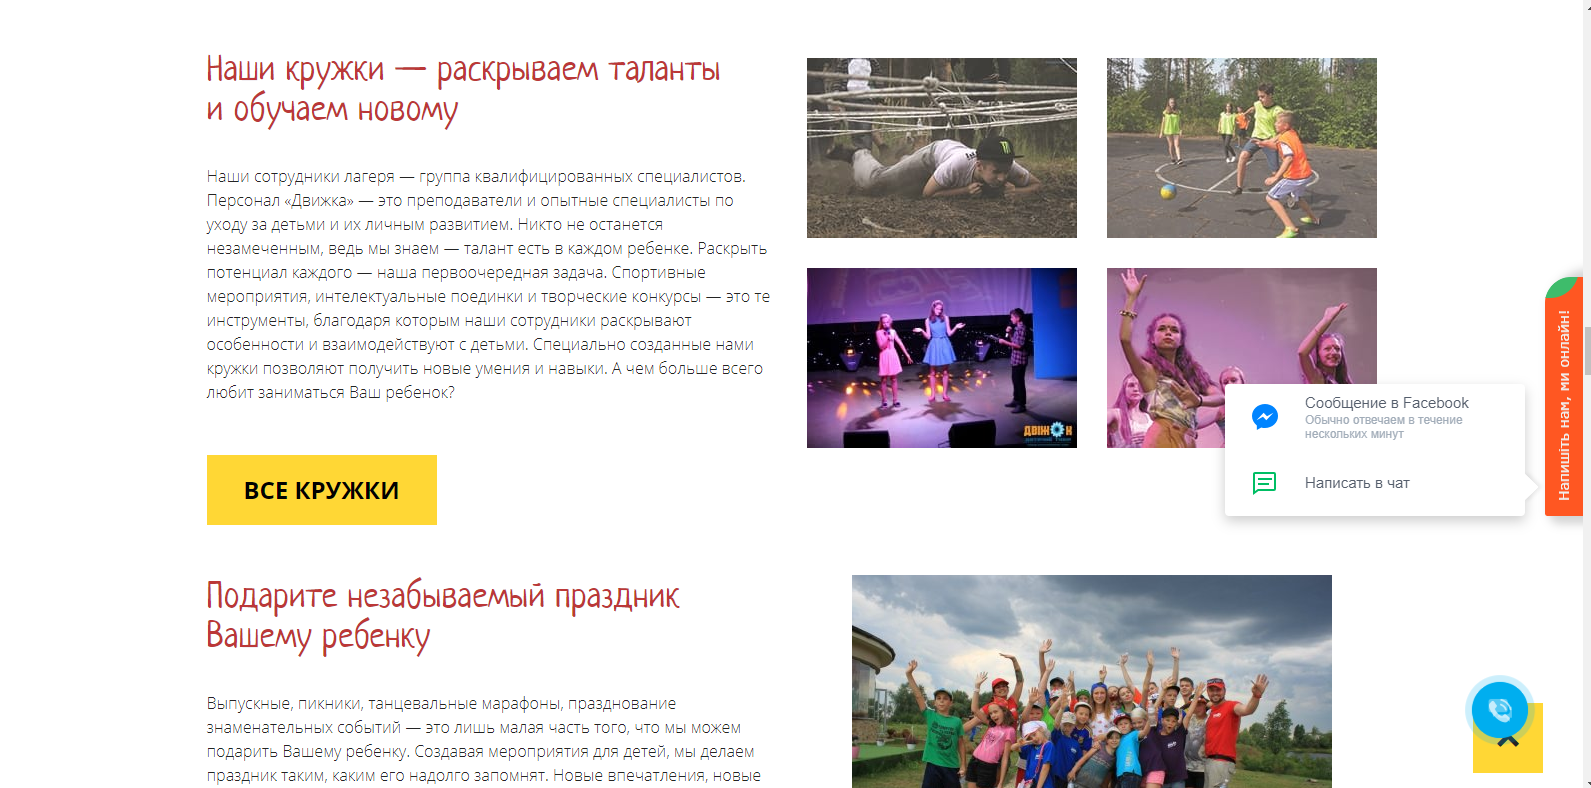 Наши кружки — раскрываем таланты
и обучаем новому
Наши сотрудники лагеря — группа квалифицированных специалистов.
Персонал «Движка» — это преподаватели и опытные специалисты по
уходу за детьми и их личным развитием. Никто не останется
незамеченным, ведь мы знаем — талант есть в каждом ребенке. Раскрыть
потенциал каждого — наша первоочередная задача. Спортивные
мероприятия, интелектуальные поединки и творческие конкурсы — это те
инструменты, благодаря которым наши сотрудники раскрывают
особенности и взаимодействуют с детьми. Специально созданные нами
кружки позволяют получить новые умения и навыки. А чем больше всего
любит заниматься Ваш ребенок?
ВСЕ КРУЖКИ
Сообщение в Facebook
Обычно отвечаем в течение
нескольких минут
Написать в чат
Напишіть нам, ми онлайн!
Подарите незабываемый праздник
Вашему ребенку
Выпускные, пикники, танцевальные марафоны, празднование
знаменательных событий — это лишь малая часть того, что мы можем
подарить Вашему ребенку. Создавая мероприятия для детей, мы делаем
праздник таким, каким его надолго запомнят. Новые впечатления, новые